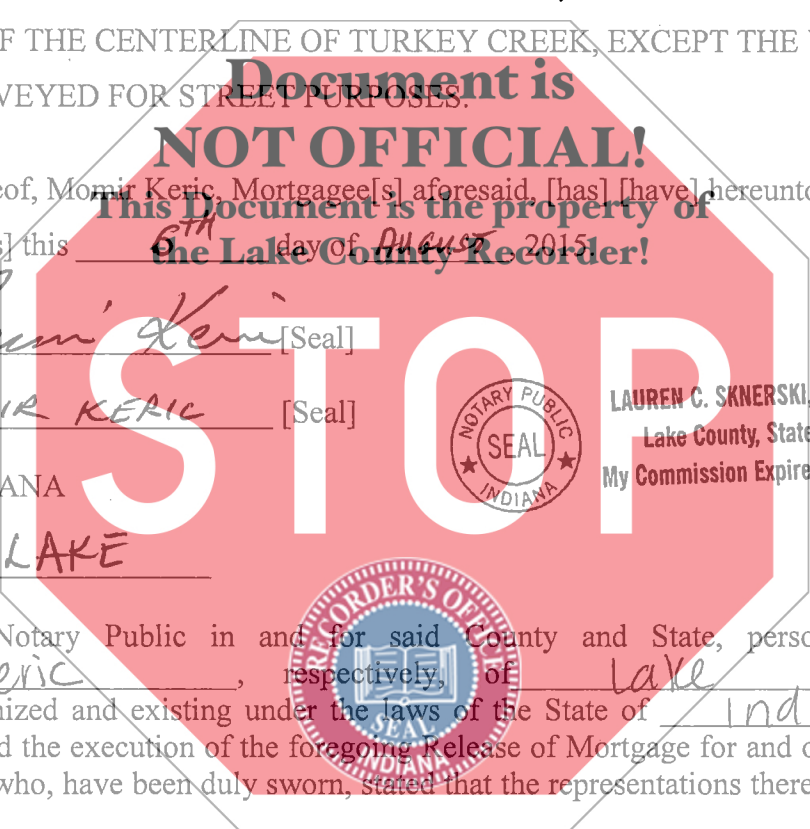 F THE CENTERLINE OF TURKEY CREEK, EXCEPT THE
VEYED FOR STREET PURPOSES.
Document is
NOT OFFICIAL!
eof, Momir Keric, Mortgagee[s] aforesaid, [has] [have] hereunto
This Document is the property of
the Lake County Recorder!
s] this 6TH day of AUGUST, 2015.
Keric [Seal]
IR KERIC [Seal]
STOP
NOTARY PUBLIC
SEAL
INDIANA
LAUREN C. SKNERSKI,
Lake County, State
My Commission Expire
ANA
LAKE
RECORDER'S OFFICE
SEAL
INDIANA
Notary Public in and for said County and State, perso
eric, respectively, of Lake
nized and existing under the laws of the State of Ind
d the execution of the foregoing Release of Mortgage for and o
who, have been duly sworn, stated that the representations there